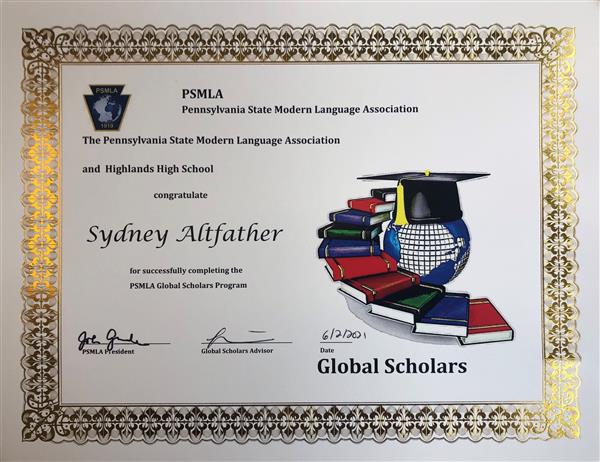 PSMLA
1919
PSMLA
Pennsylvania State Modern Language Association
The Pennsylvania State Modern Language Association
and Highlands High School
congratulate
Sydney Altfather
for successfully completing the
PSMLA Global Scholars Program
6/2/2021
PSMLA President
Global Scholars Advisor
Date
Global Scholars